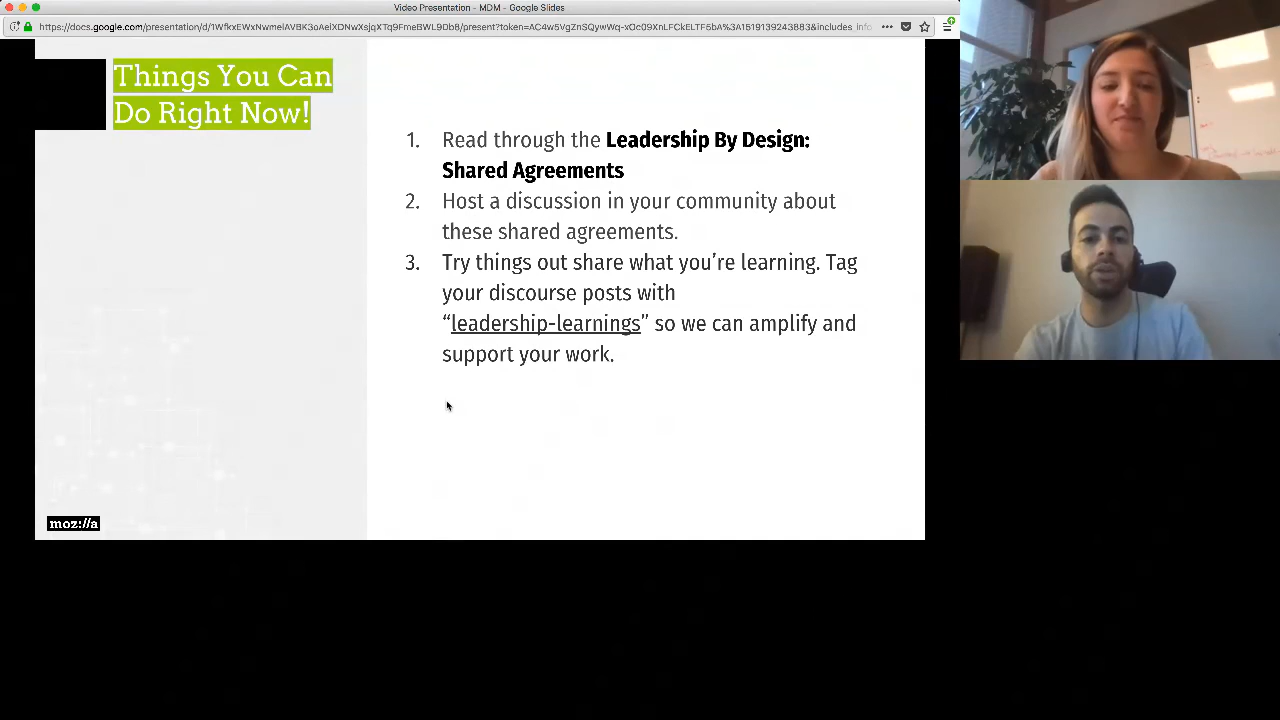 Video Presentation - MDM - Google Slides
Things You Can
Do Right Now!
1. Read through the Leadership By Design:
Shared Agreements
2. Host a discussion in your community about
these shared agreements.
3. Try things out share what you're learning. Tag
your discourse posts with
“leadership-learnings” so we can amplify and
support your work.
moz://a